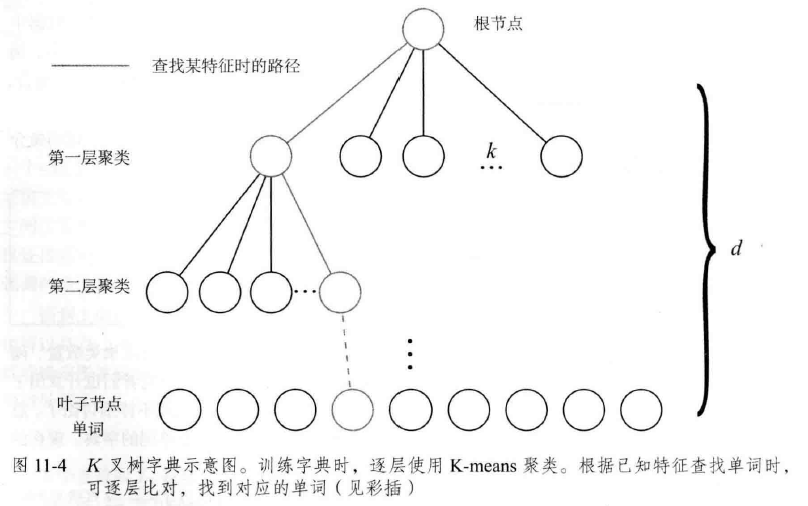 根节点
查找某特征时的路径
第一层聚类
k
...
第二层聚类
...
d
叶子节点
单词
图 11-4 K 叉树字典示意图。训练字典时，逐层使用 K-means 聚类。根据已知特征查找单词时，
可逐层比对，找到对应的单词（见彩插）